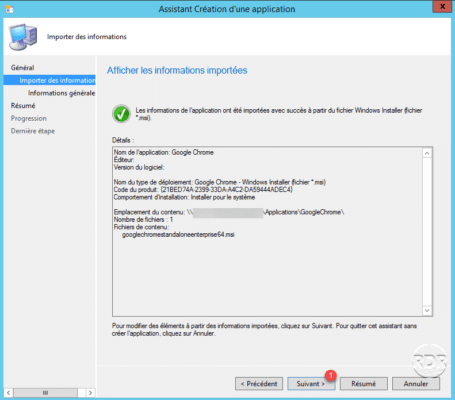 Assistant Création d'une application
x
Importer des informations
Général
Importer des information
Informations générale
Résumé
Progression
Dernière étape
Afficher les informations importées
Les informations de l'application ont été importées avec succès à partir du fichier Windows Installer (fichier
*.msi).
Détails :
Nom de l'application: Google Chrome
Éditeur:
Version du logiciel:
Nom du type de déploiement: Google Chrome - Windows Installer (fichier *.msi)
Code du produit: {21BED74A-2399-33DA-A4C2-DA59444ADEC4}
Comportement d'installation: Installer pour le système
Emplacement du contenu: \\ \Applications\GoogleChrome\
Nombre de fichiers : 1
Fichiers de contenu:
googlechromestandaloneenterprise64.msi
Pour modifier des éléments à partir des informations importées, cliquez sur Suivant. Pour quitter cet assistant sans
créer l'application, cliquez sur Annuler.
1
< Précédent Suivant > Résumé Annuler
RDR